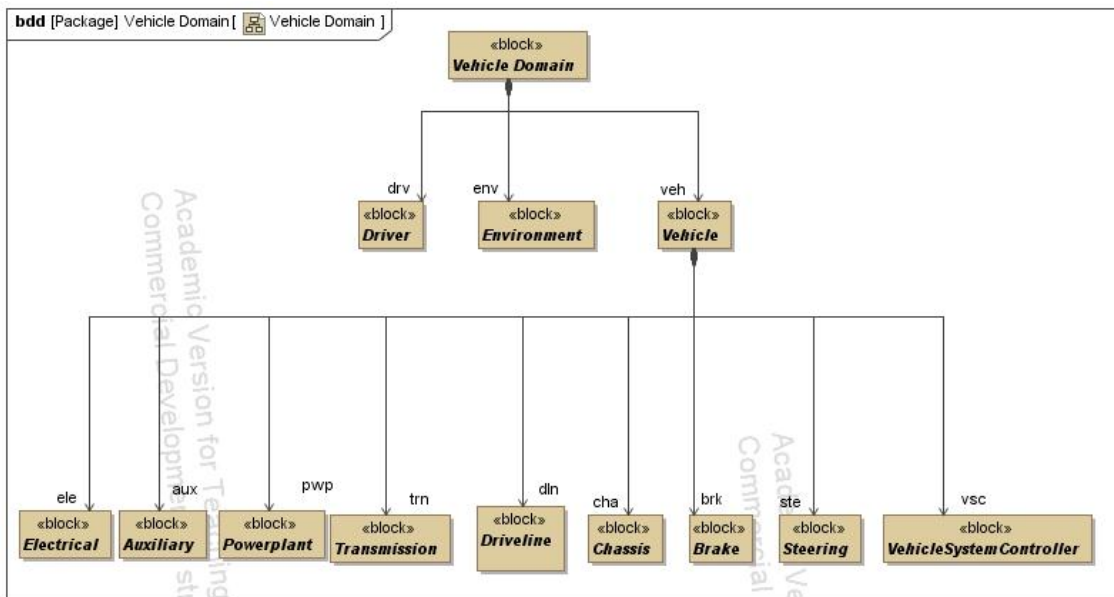 bdd [Package] Vehicle Domain [ Vehicle Domain ]
«block»
Vehicle Domain
drv
env
veh
«block»
Driver
«block»
Environment
«block»
Vehicle
ele
aux
pwp
trn
dln
cha
brk
ste
vsc
«block»
Electrical
«block»
Auxiliary
«block»
Powerplant
«block»
Transmission
«block»
Driveline
«block»
Chassis
«block»
Brake
«block»
Steering
«block»
VehicleSystemController
Academic Version for Teaching
Commercial Development
Commercial